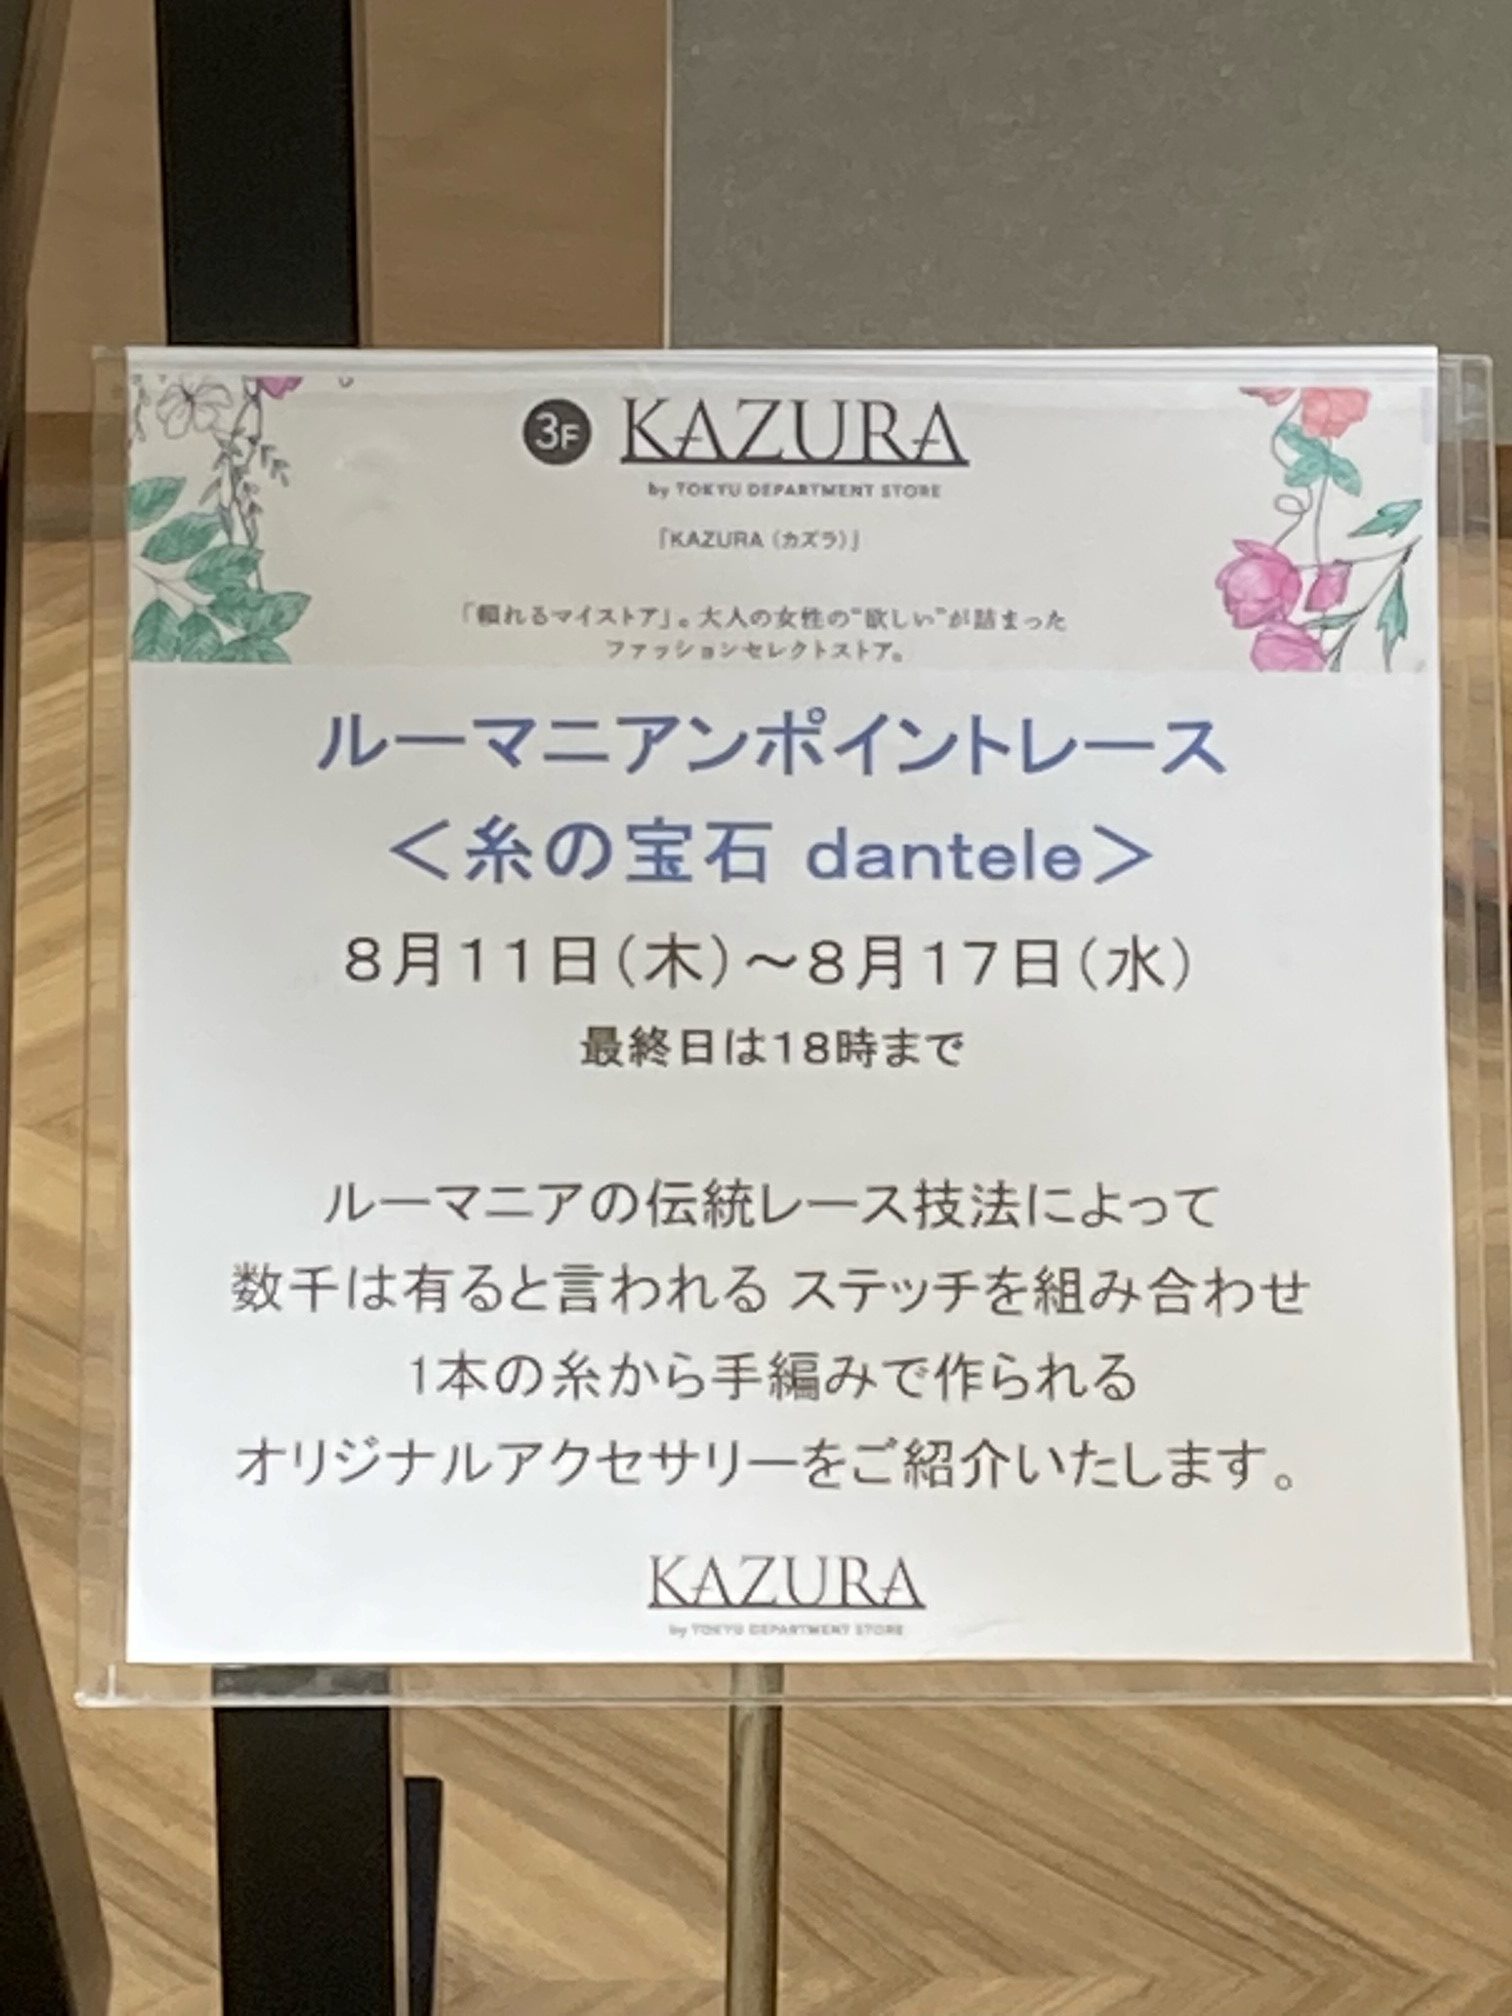 3F KAZURA
by TOKYU DEPARTMENT STORE
「KAZURA（カズラ）」
「頼れるマイストア」。大人の女性の“欲しい”が詰まった
ファッションセレクトストア。
ルーマニアンポイントレース
＜糸の宝石 dantele＞
８月１１日（木）～８月１７日（水）
最終日は１８時まで
ルーマニアの伝統レース技法によって
数千は有ると言われる ステッチを組み合わせ
1本の糸から手編みで作られる
オリジナルアクセサリーをご紹介いたします。
KAZURA
by TOKYU DEPARTMENT STORE